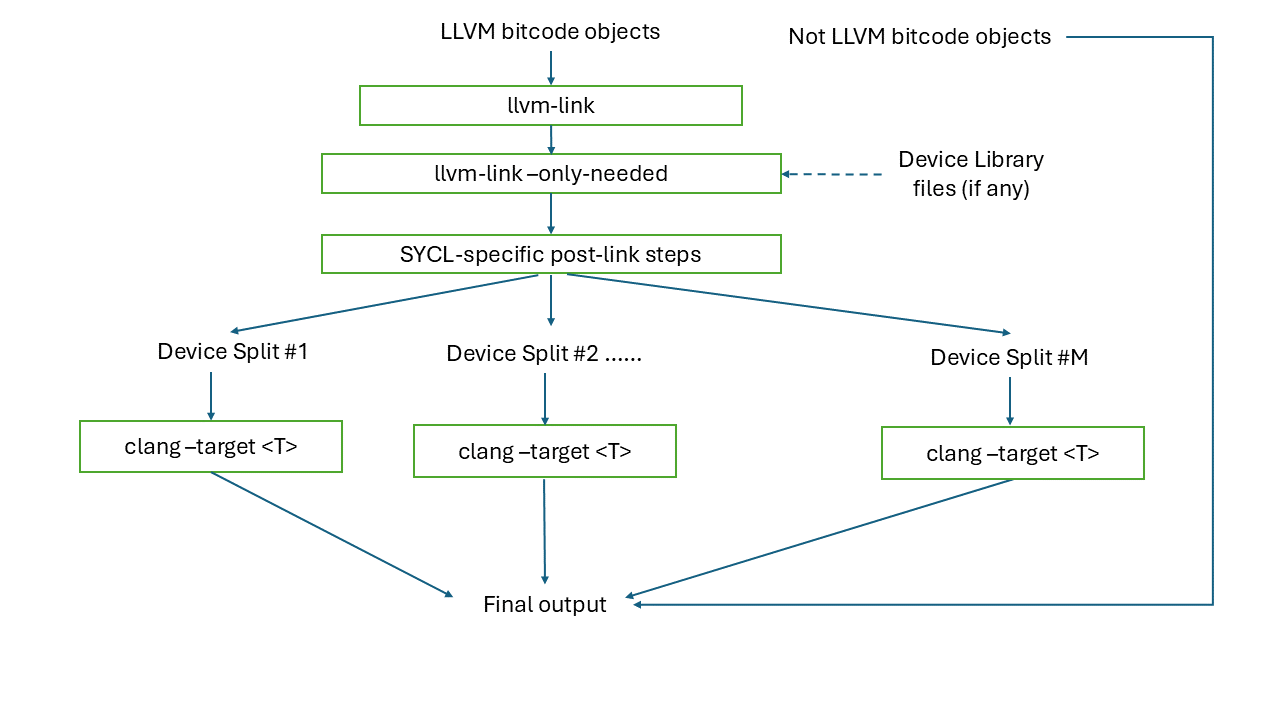 LLVM bitcode objects
Not LLVM bitcode objects
llvm-link
llvm-link –only-needed
Device Library
files (if any)
SYCL-specific post-link steps
Device Split #1
Device Split #2 ......
Device Split #M
clang –target <T>
clang –target <T>
clang –target <T>
Final output